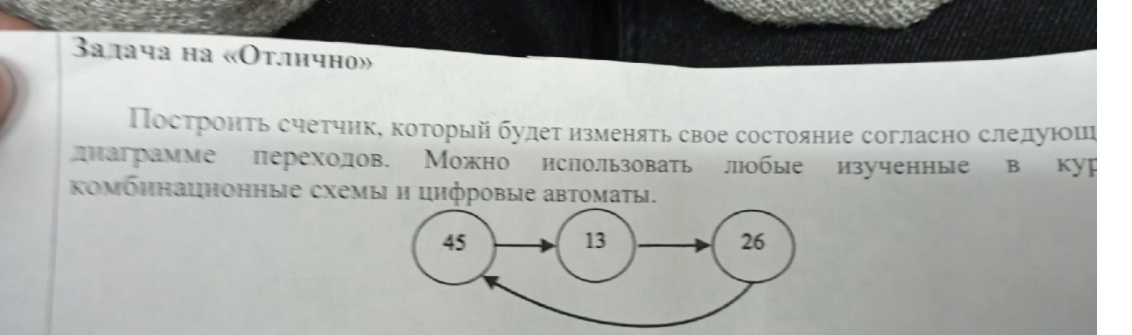 Задача на «Отлично»
Построить счетчик, который будет изменять свое состояние согласно следующ
диаграмме переходов. Можно использовать любые изученные в кур
комбинационные схемы и цифровые автоматы.
45 13 26